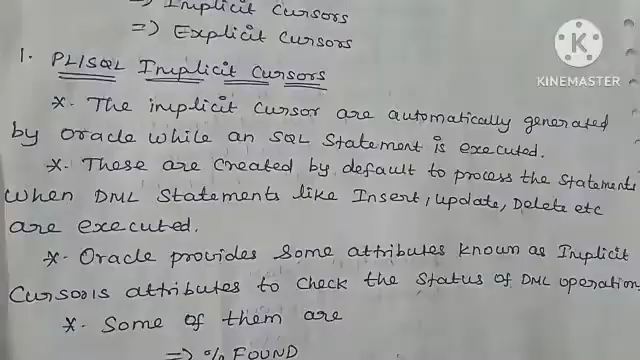 =) Implicit Cursors
=) Explicit Cursors
1. PL/SQL Implicit Cursors
*. The implicit cursor are automatically generated
by Oracle while an SQL Statement is executed.
*. These are created by default to process the statements
when DML Statements like Insert, update, Delete etc
are executed.
*. Oracle provides Some attributes known as Implicit
Cursors attributes to check the Status of DML operation
*. Some of them are
=) % FOUND
K
KINEMASTER